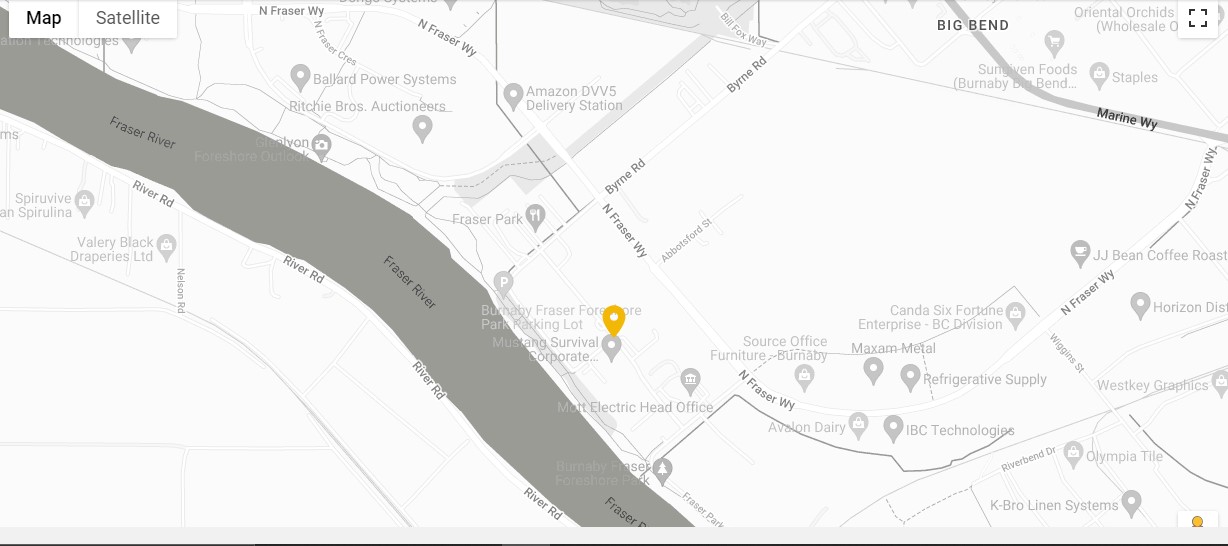 Map
Satellite
N Fraser Wy
N Fraser Wy
N Fraser Cres
Bill Fox Way
BIG BEND
Oriental Orchids
(Wholesale O
Technologies
Ballard Power Systems
Amazon DVV5
Delivery Station
Ritchie Bros. Auctioneers
Byrne Rd
Sungiven Foods
(Burnaby Big Bend...
Staples
Marine Wy
Fraser River
Glenlyon
Foreshore Outlook
ms
River Rd
Byrne Rd
N Fraser Wy
Spiruvive
an Spirulina
Fraser Park
N Fraser Wy
Abbotsford St
Valery Black
Draperies Ltd
Nelson Rd
River Rd
Fraser River
P
JJ Bean Coffee Roast
N Fraser Wy
Horizon Dist
Burnaby Fraser Foreshore
Park Parking Lot
Mustang Survival
Corporate...
Canda Six Fortune
Enterprise - BC Division
Source Office
Furniture - Burnaby
Maxam Metal
Wiggins St
Refrigerative Supply
Westkey Graphics
River Rd
N Fraser Wy
Mott Electric Head Office
Avalon Dairy
IBC Technologies
Riverbend Dr
Olympia Tile
Burnaby Fraser
Foreshore Park
River Rd
Fraser
Fraser Park
K-Bro Linen Systems